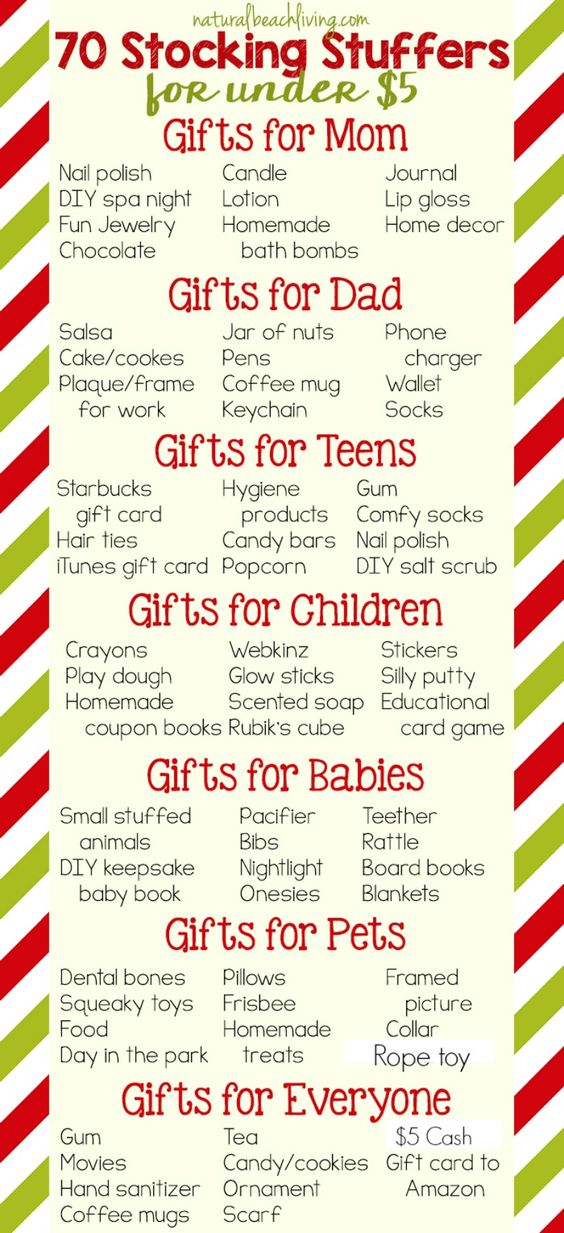 naturalbeachliving.com
70 Stocking Stuffers
for under $5
Gifts for Mom
Nail polish Candle Journal
DIY spa night Lotion Lip gloss
Fun Jewelry Homemade Home decor
Chocolate bath bombs
Gifts for Dad
Salsa Jar of nuts Phone
Cake/cookes Pens charger
Plaque/frame Coffee mug Wallet
for work Keychain Socks
Gifts for Teens
Starbucks Hygiene Gum
gift card products Comfy socks
Hair ties Candy bars Nail polish
iTunes gift card Popcorn DIY salt scrub
Gifts for Children
Crayons Webkinz Stickers
Play dough Glow sticks Silly putty
Homemade Scented soap Educational
coupon books Rubik's cube card game
Gifts for Babies
Small stuffed Pacifier Teether
animals Bibs Rattle
DIY keepsake Nightlight Board books
baby book Onesies Blankets
Gifts for Pets
Dental bones Pillows Framed
Squeaky toys Frisbee picture
Food Homemade Collar
Day in the park treats Rope toy
Gifts for Everyone
Gum Tea $5 Cash
Movies Candy/cookies Gift card to
Hand sanitizer Ornament Amazon
Coffee mugs Scarf